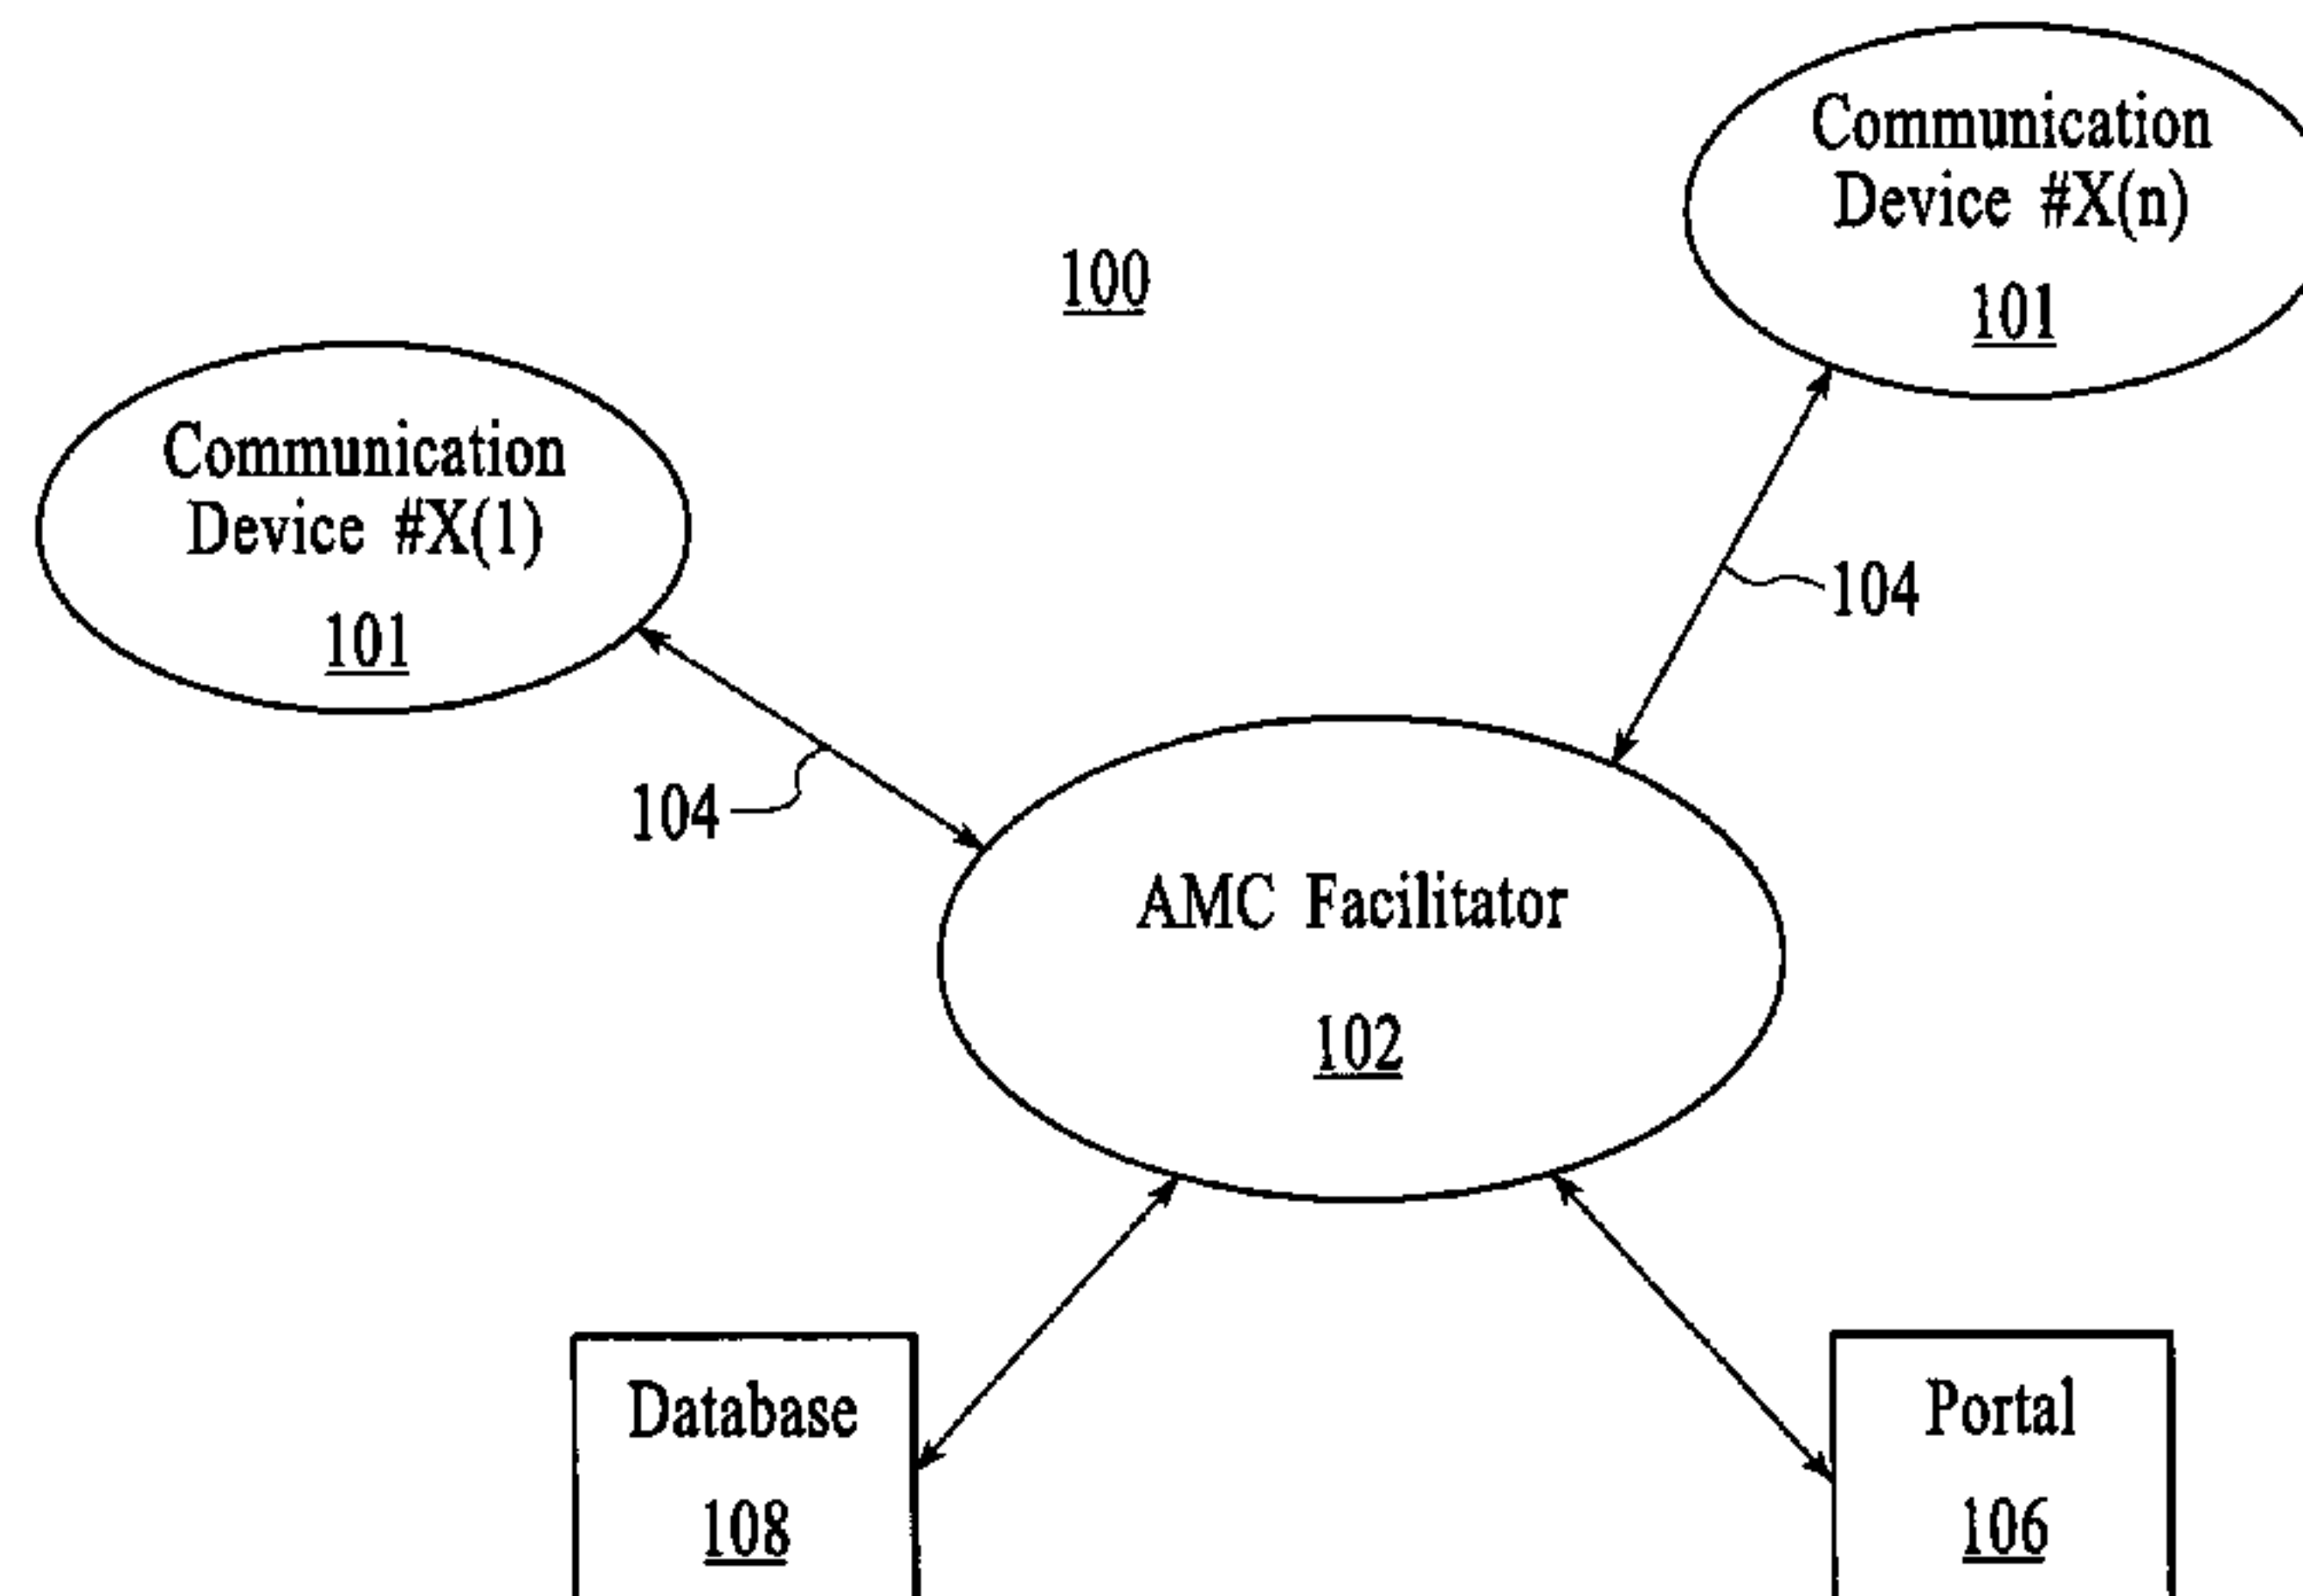 Communication
Device #X(n)
101
100
Communication
Device #X(1)
101
104
104
AMC Facilitator
102
Database
108
Portal
106